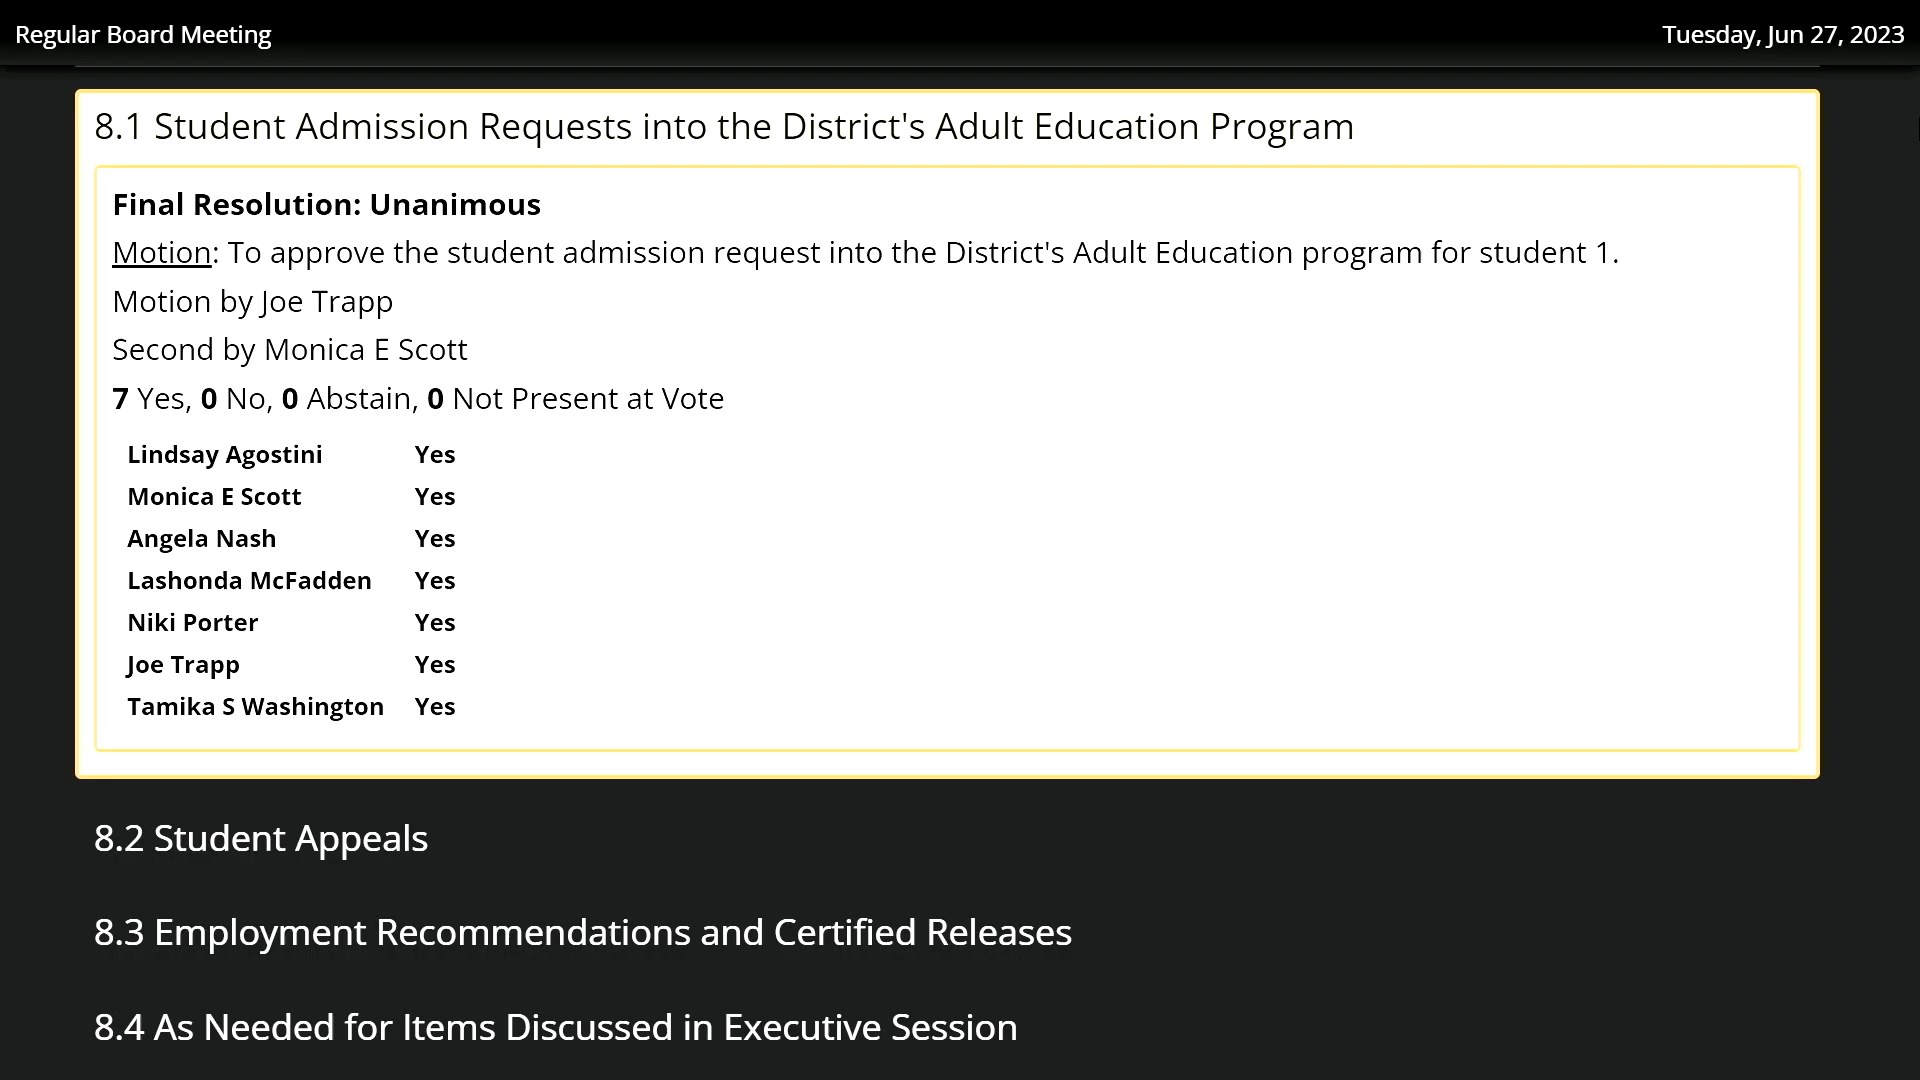 Regular Board Meeting
Tuesday, Jun 27, 2023
8.1 Student Admission Requests into the District's Adult Education Program
Final Resolution: Unanimous
Motion: To approve the student admission request into the District's Adult Education program for student 1.
Motion by Joe Trapp
Second by Monica E Scott
7 Yes, 0 No, 0 Abstain, 0 Not Present at Vote
Lindsay Agostini Yes
Monica E Scott Yes
Angela Nash Yes
Lashonda McFadden Yes
Niki Porter Yes
Joe Trapp Yes
Tamika S Washington Yes
8.2 Student Appeals
8.3 Employment Recommendations and Certified Releases
8.4 As Needed for Items Discussed in Executive Session